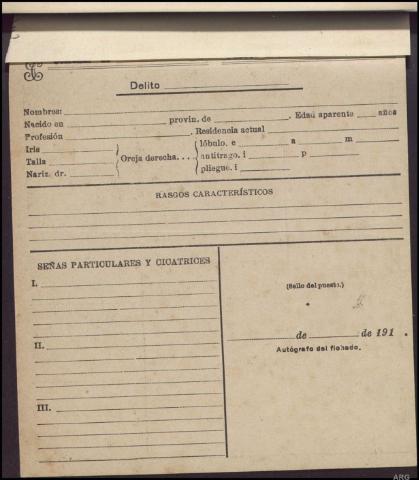 Delito
Nombres:
Nacido en provin. de . Edad aparente años
Profesión . Residencia actual
Iris lóbulo. c a m
Talla Oreja derecha... antitrago. i p
Nariz. dr. pliegue. i
RASGOS CARACTERÍSTICOS
SEÑAS PARTICULARES Y CICATRICES
I.
(Sello del puesto.)
de de 191 .
Autógrafo del fichado.
II.
III.
ARG